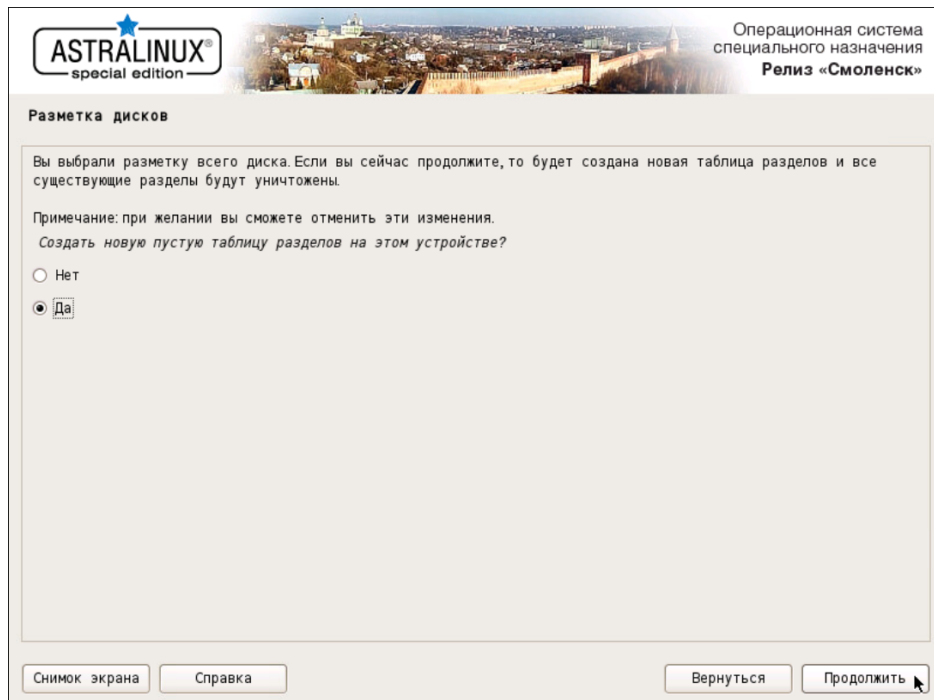 ASTRALINUX®
special edition
Операционная система
специального назначения
Релиз «Смоленск»
Разметка дисков
Вы выбрали разметку всего диска. Если вы сейчас продолжите, то будет создана новая таблица разделов и все
существующие разделы будут уничтожены.
Примечание: при желании вы сможете отменить эти изменения.
Создать новую пустую таблицу разделов на этом устройстве?
Нет
Да
Снимок экрана
Справка
Вернуться
Продолжить